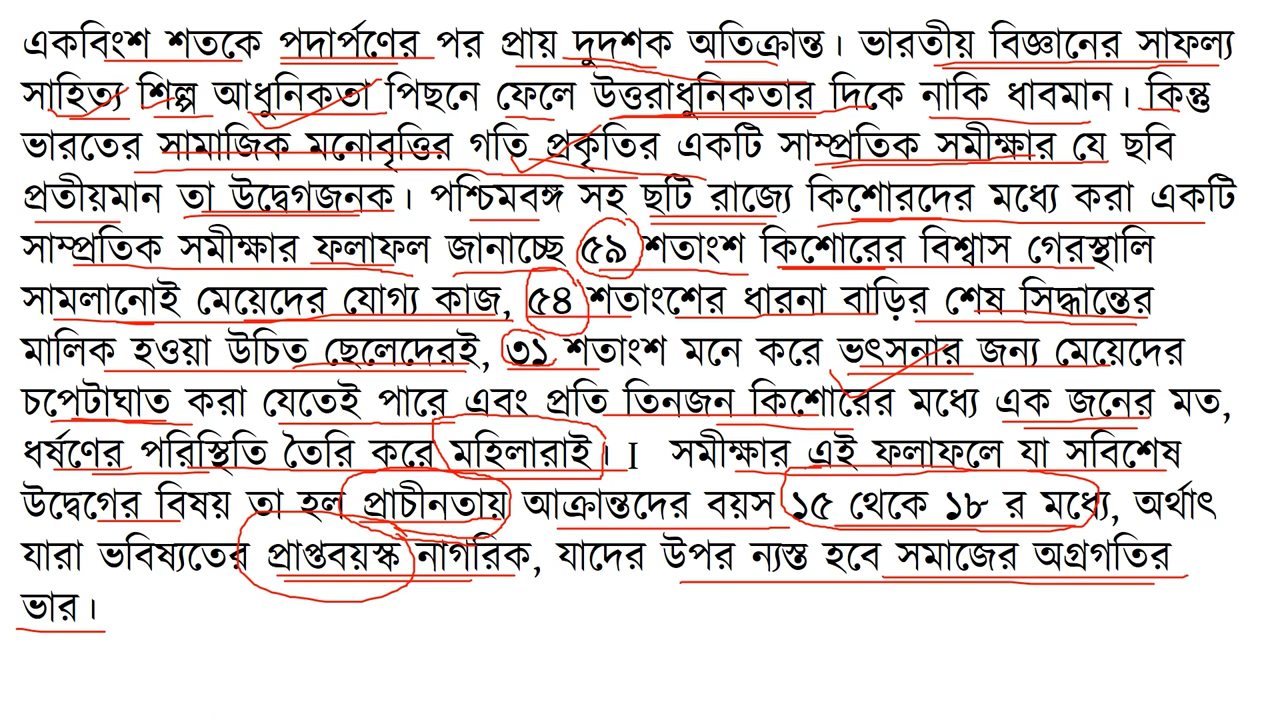 একবিংশ শতকে পদার্পণের পর প্রায় দুদশক অতিক্রান্ত। ভারতীয় বিজ্ঞানের সাফল্য
সাহিত্য শিল্প আধুনিকতা পিছনে ফেলে উত্তরাধুনিকতার দিকে নাকি ধাবমান। কিন্তু
ভারতের সামাজিক মনোবৃত্তির গতি প্রকৃতির একটি সাম্প্রতিক সমীক্ষার যে ছবি
প্রতীয়মান তা উদ্বেগজনক। পশ্চিমবঙ্গ সহ ছটি রাজ্যে কিশোরদের মধ্যে করা একটি
সাম্প্রতিক সমীক্ষার ফলাফল জানাচ্ছে ৫৯ শতাংশ কিশোরের বিশ্বাস গেরস্থালি
সামলানোই মেয়েদের যোগ্য কাজ, ৫৪ শতাংশের ধারনা বাড়ির শেষ সিদ্ধান্তের
মালিক হওয়া উচিত ছেলেদেরই, ৩১ শতাংশ মনে করে ভৎসনার জন্য মেয়েদের
চপেটাঘাত করা যেতেই পারে এবং প্রতি তিনজন কিশোরের মধ্যে এক জনের মত,
ধর্ষণের পরিস্থিতি তৈরি করে মহিলারাই। I সমীক্ষার এই ফলাফলে যা সবিশেষ
উদ্বেগের বিষয় তা হল প্রাচীনতায় আক্রান্তদের বয়স ১৫ থেকে ১৮ র মধ্যে, অর্থাৎ
যারা ভবিষ্যতের প্রাপ্তবয়স্ক নাগরিক, যাদের উপর ন্যস্ত হবে সমাজের অগ্রগতির
ভার।